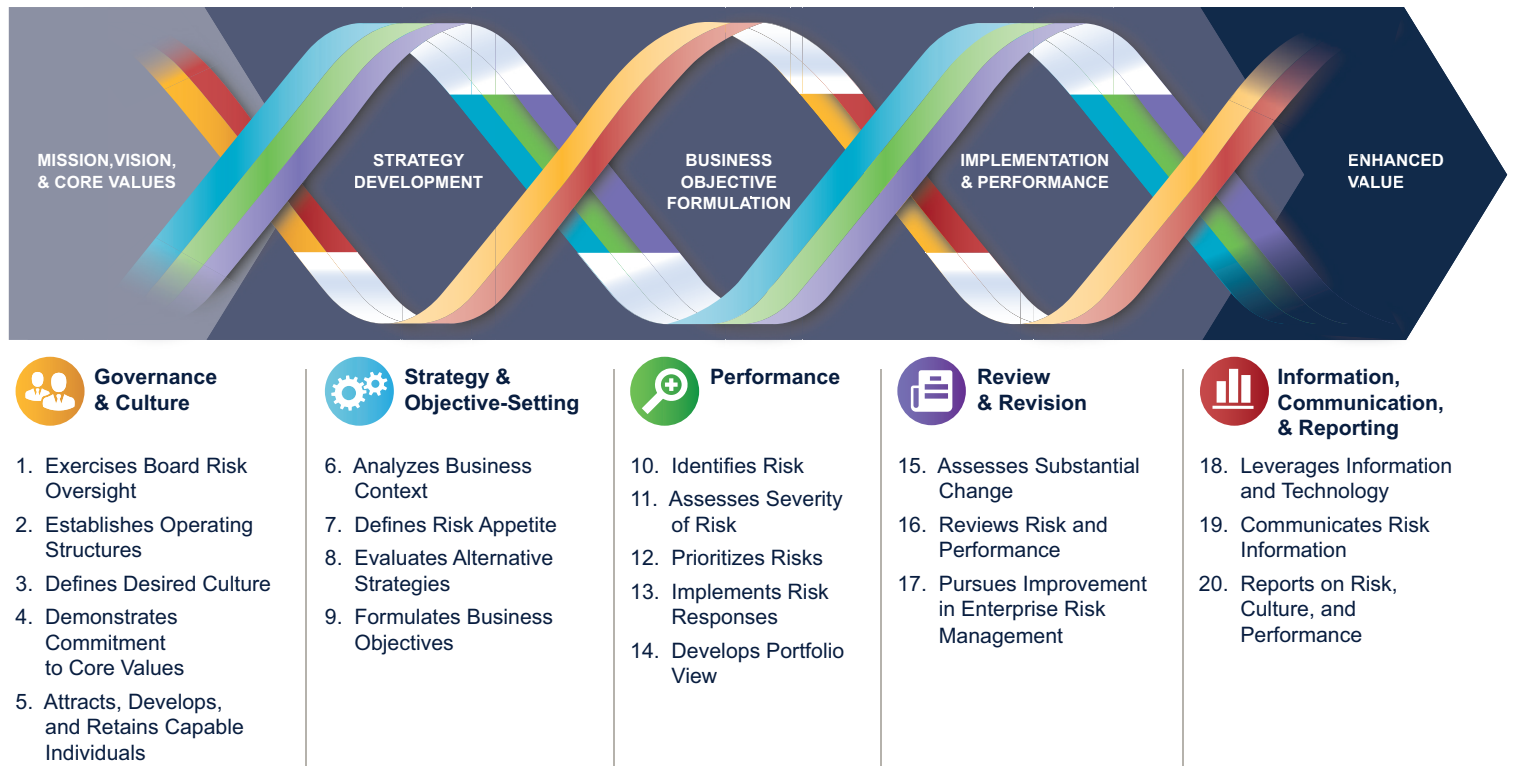 MISSION,VISION,
& CORE VALUES
STRATEGY
DEVELOPMENT
BUSINESS
OBJECTIVE
FORMULATION
IMPLEMENTATION
& PERFORMANCE
ENHANCED
VALUE
Governance
& Culture
1. Exercises Board Risk
Oversight
2. Establishes Operating
Structures
3. Defines Desired Culture
4. Demonstrates
Commitment
to Core Values
5. Attracts, Develops,
and Retains Capable
Individuals
Strategy &
Objective-Setting
6. Analyzes Business
Context
7. Defines Risk Appetite
8. Evaluates Alternative
Strategies
9. Formulates Business
Objectives
Performance
10. Identifies Risk
11. Assesses Severity
of Risk
12. Prioritizes Risks
13. Implements Risk
Responses
14. Develops Portfolio
View
Review
& Revision
15. Assesses Substantial
Change
16. Reviews Risk and
Performance
17. Pursues Improvement
in Enterprise Risk
Management
Information,
Communication,
& Reporting
18. Leverages Information
and Technology
19. Communicates Risk
Information
20. Reports on Risk,
Culture, and
Performance